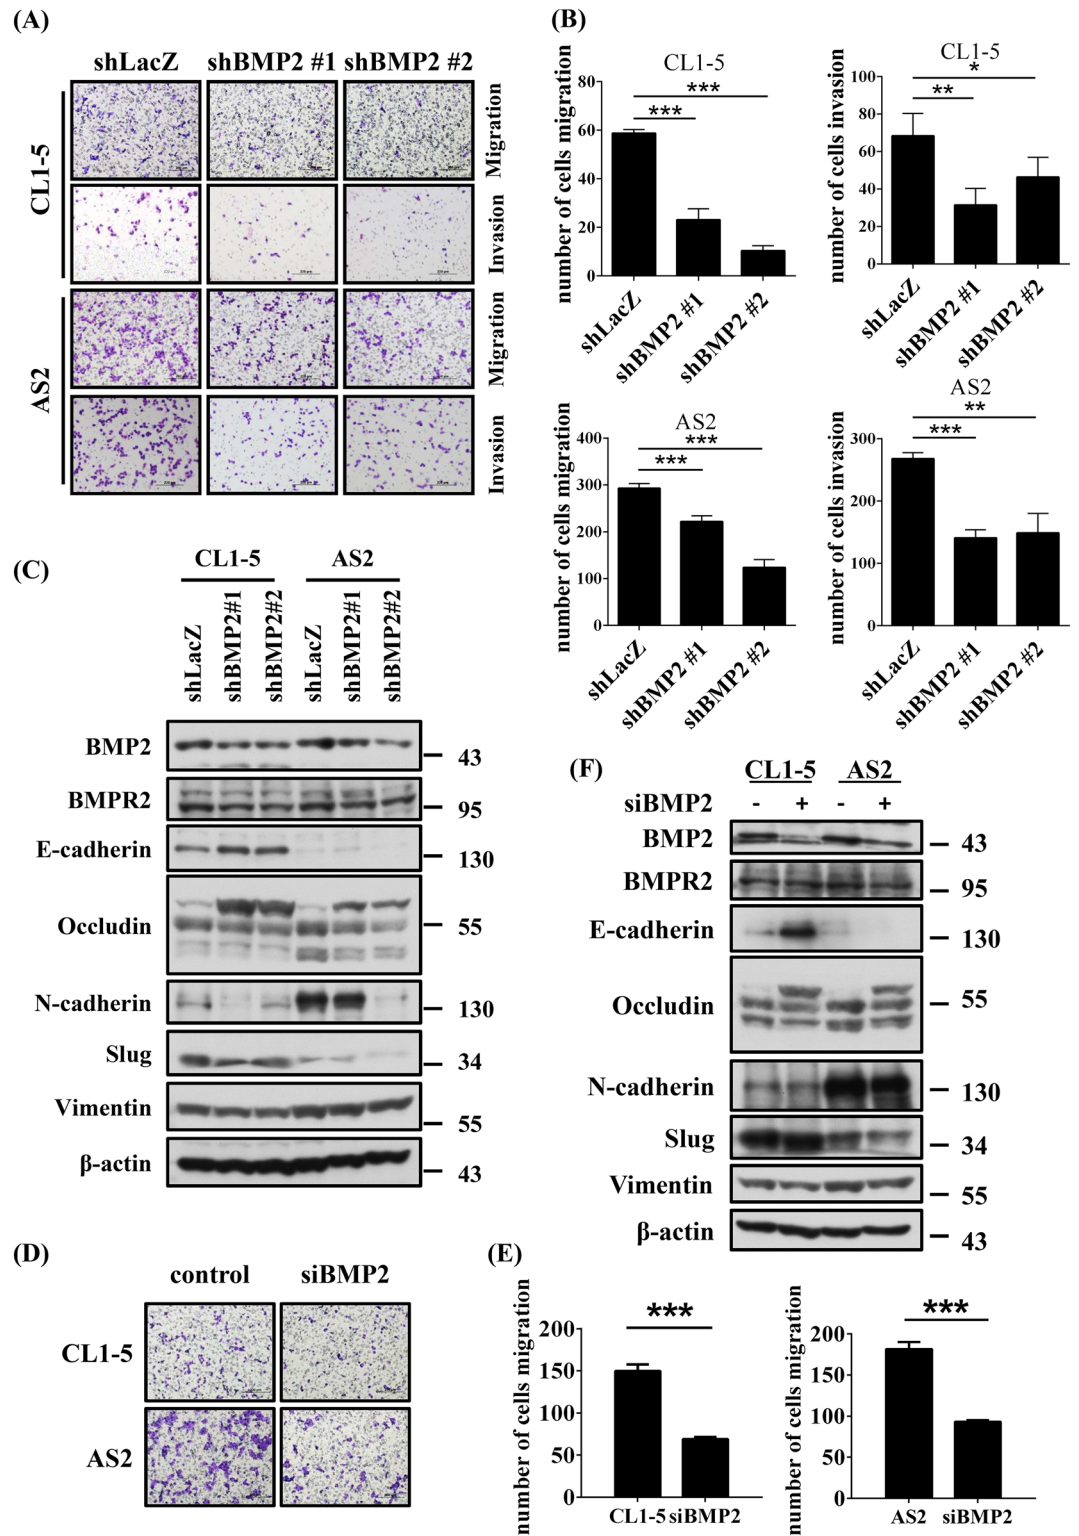 (A)
shLacZ shBMP2 #1 shBMP2 #2
CL1-5
Migration
Invasion
AS2
Migration
Invasion
(B)
CL1-5
number of cells migration
80
60
40
20
0
***
***
shLacZ
shBMP2 #1
shBMP2 #2
CL1-5
number of cells invasion
100
80
60
40
20
0
*
**
shLacZ
shBMP2 #1
shBMP2 #2
AS2
number of cells migration
400
300
200
100
0
***
***
shLacZ
shBMP2 #1
shBMP2 #2
AS2
number of cells invasion
300
200
100
0
**
***
shLacZ
shBMP2 #1
shBMP2 #2
(C)
CL1-5 AS2
shLacZ
shBMP2#1
shBMP2#2
shLacZ
shBMP2#1
shBMP2#2
BMP2 43
BMPR2 95
E-cadherin 130
Occludin 55
N-cadherin 130
Slug 34
Vimentin 55
β-actin 43
(F)
CL1-5 AS2
siBMP2 - + - +
BMP2 43
BMPR2 95
E-cadherin 130
Occludin 55
N-cadherin 130
Slug 34
Vimentin 55
β-actin 43
(D)
control siBMP2
CL1-5
AS2
(E)
number of cells migration
200
150
100
50
0
***
CL1-5 siBMP2
number of cells migration
200
150
100
50
0
***
AS2 siBMP2